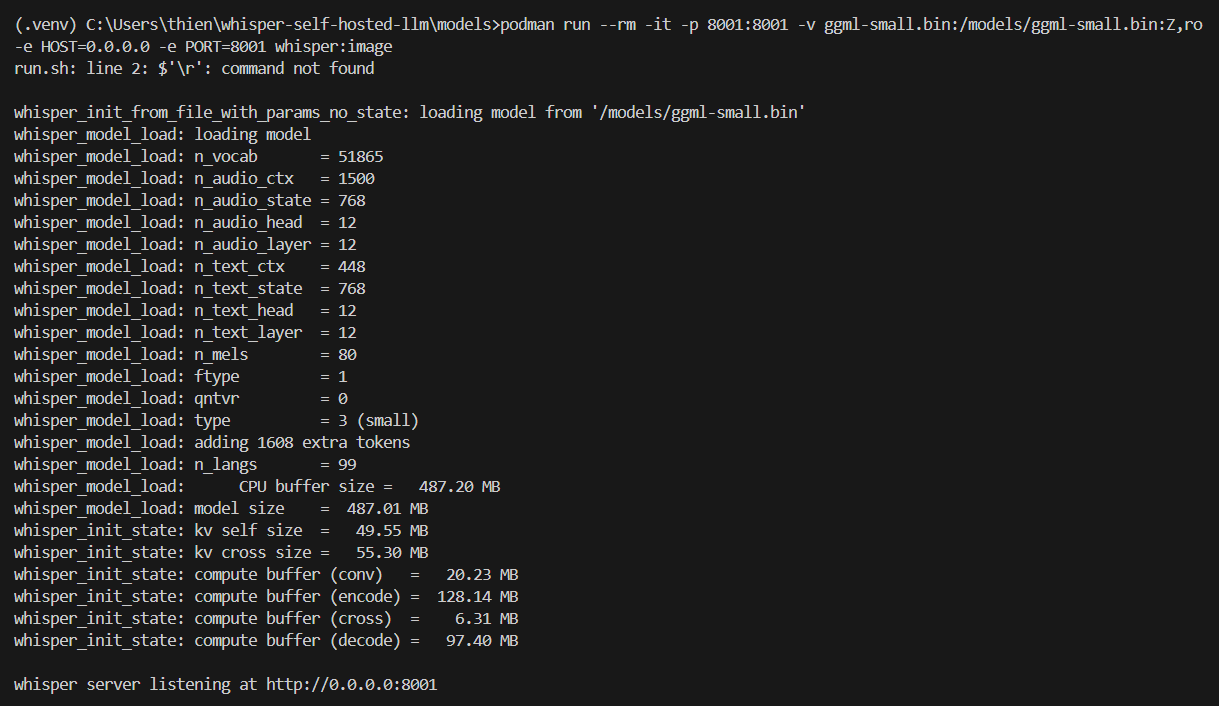 (.venv) C:\Users\thien\whisper-self-hosted-llm\models>podman run --rm -it -p 8001:8001 -v ggml-small.bin:/models/ggml-small.bin:Z,ro
-e HOST=0.0.0.0 -e PORT=8001 whisper:image
run.sh: line 2: $'\r': command not found

whisper_init_from_file_with_params_no_state: loading model from '/models/ggml-small.bin'
whisper_model_load: loading model
whisper_model_load: n_vocab       = 51865
whisper_model_load: n_audio_ctx   = 1500
whisper_model_load: n_audio_state = 768
whisper_model_load: n_audio_head  = 12
whisper_model_load: n_audio_layer = 12
whisper_model_load: n_text_ctx    = 448
whisper_model_load: n_text_state  = 768
whisper_model_load: n_text_head   = 12
whisper_model_load: n_text_layer  = 12
whisper_model_load: n_mels        = 80
whisper_model_load: ftype         = 1
whisper_model_load: qntvr         = 0
whisper_model_load: type          = 3 (small)
whisper_model_load: adding 1608 extra tokens
whisper_model_load: n_langs       = 99
whisper_model_load:      CPU buffer size =   487.20 MB
whisper_model_load: model size    =  487.01 MB
whisper_init_state: kv self size  =   49.55 MB
whisper_init_state: kv cross size =   55.30 MB
whisper_init_state: compute buffer (conv)   =   20.23 MB
whisper_init_state: compute buffer (encode) =  128.14 MB
whisper_init_state: compute buffer (cross)  =    6.31 MB
whisper_init_state: compute buffer (decode) =   97.40 MB

whisper server listening at http://0.0.0.0:8001